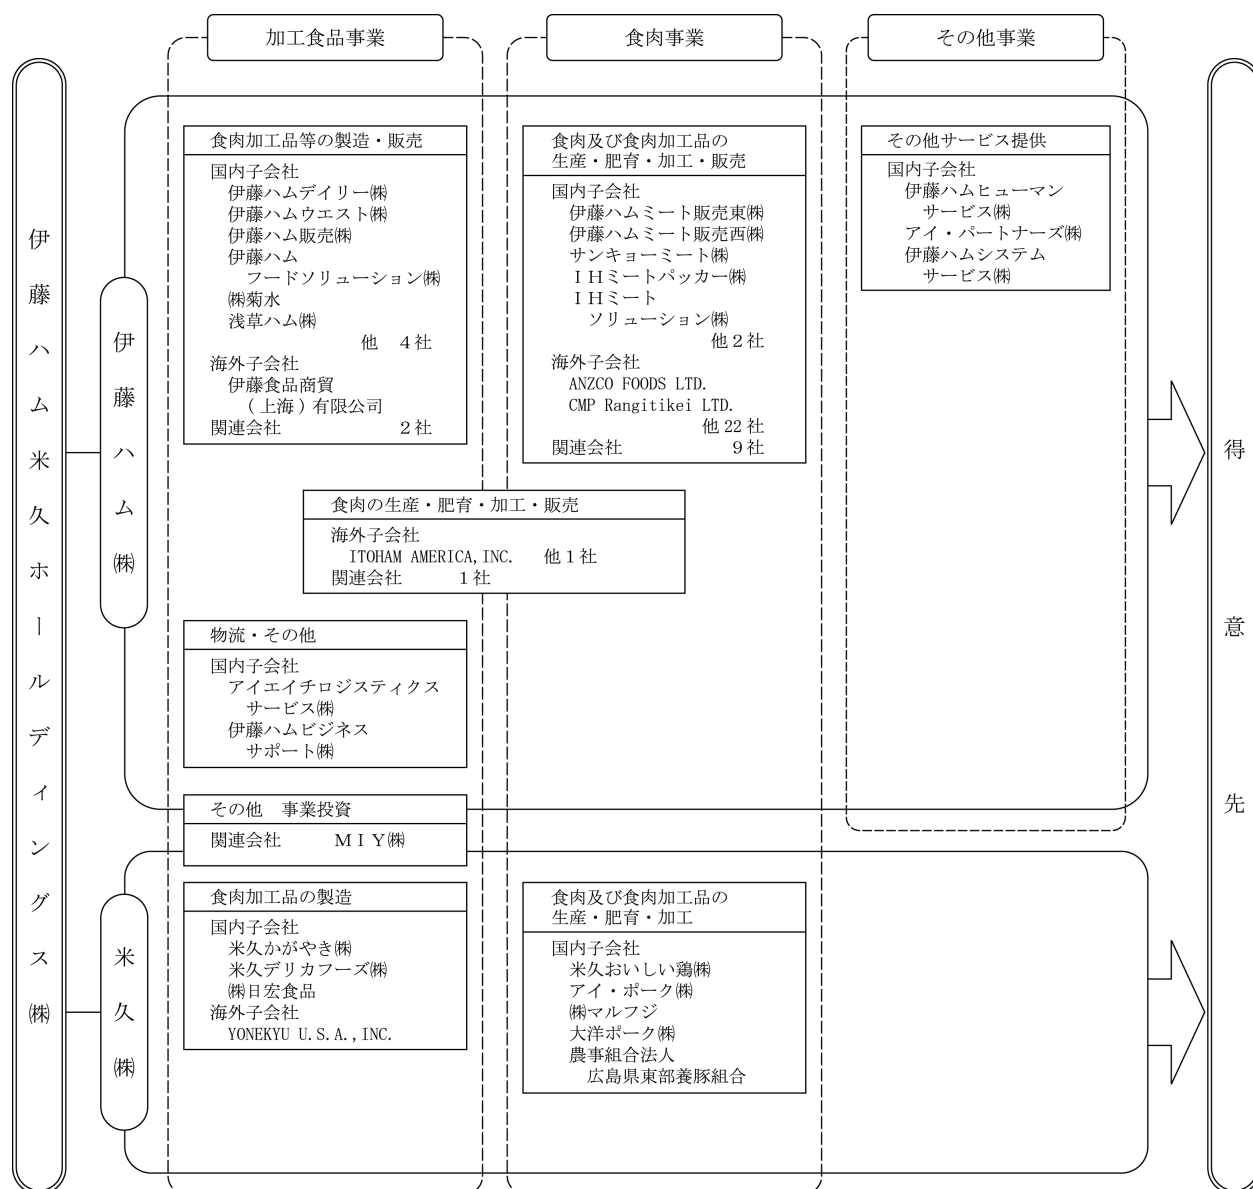 加工食品事業
食肉事業
その他事業
伊藤ハム米久ホールディングス㈱
伊藤ハム㈱
食肉加工品等の製造・販売
国内子会社
伊藤ハムデイリー㈱
伊藤ハムウエスト㈱
伊藤ハム販売㈱
伊藤ハム
フードソリューション㈱
㈱菊水
浅草ハム㈱
他　４社
海外子会社
伊藤食品商貿
（上海）有限公司
関連会社　２社
食肉及び食肉加工品の
生産・肥育・加工・販売
国内子会社
伊藤ハムミート販売東㈱
伊藤ハムミート販売西㈱
サンキョーミート㈱
ＩＨミートパッカー㈱
ＩＨミート
ソリューション㈱
他２社
海外子会社
ANZCO FOODS LTD.
CMP Rangitikei LTD.
他22社
関連会社　９社
その他サービス提供
国内子会社
伊藤ハムヒューマン
サービス㈱
アイ・パートナーズ㈱
伊藤ハムシステム
サービス㈱
食肉の生産・肥育・加工・販売
海外子会社
ITOHAM AMERICA,INC.　他１社
関連会社　１社
物流・その他
国内子会社
アイエイチロジスティクス
サービス㈱
伊藤ハムビジネス
サポート㈱
その他　事業投資
関連会社　ＭＩＹ㈱
米久㈱
食肉加工品の製造
国内子会社
米久かがやき㈱
米久デリカフーズ㈱
㈱日宏食品
海外子会社
YONEKYU U.S.A.,INC.
食肉及び食肉加工品の
生産・肥育・加工
国内子会社
米久おいしい鶏㈱
アイ・ポーク㈱
㈱マルフジ
大洋ポーク㈱
農事組合法人
広島県東部養豚組合
得意先